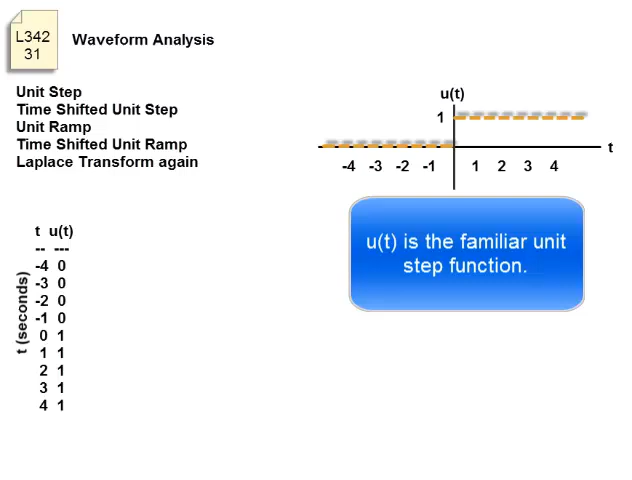 L342
31
Waveform Analysis
Unit Step
Time Shifted Unit Step
Unit Ramp
Time Shifted Unit Ramp
Laplace Transform again
u(t)
1
t
-4 -3 -2 -1 1 2 3 4
u(t) is the familiar unit
step function.
t (seconds)
t u(t)
-- ---
-4 0
-3 0
-2 0
-1 0
0 1
1 1
2 1
3 1
4 1